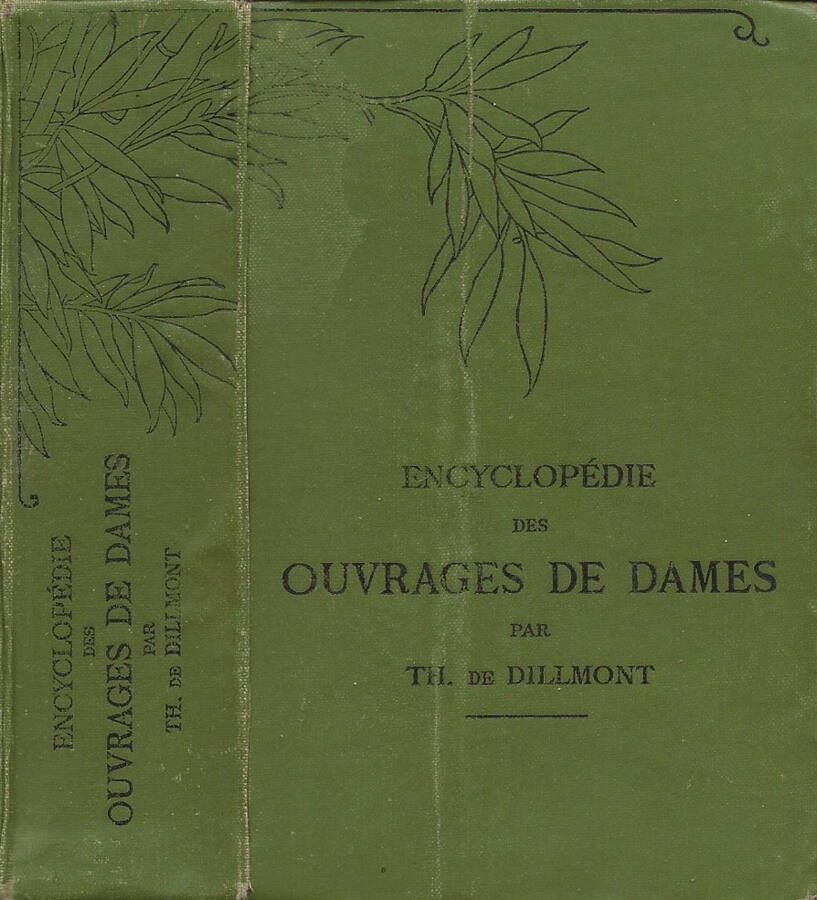 ENCYCLOPÉDIE
DES
OUVRAGES DE DAMES
PAR
TH. DE DILLMONT
ENCYCLOPÉDIE
DES
OUVRAGES DE DAMES
PAR
TH. DE DILLMONT